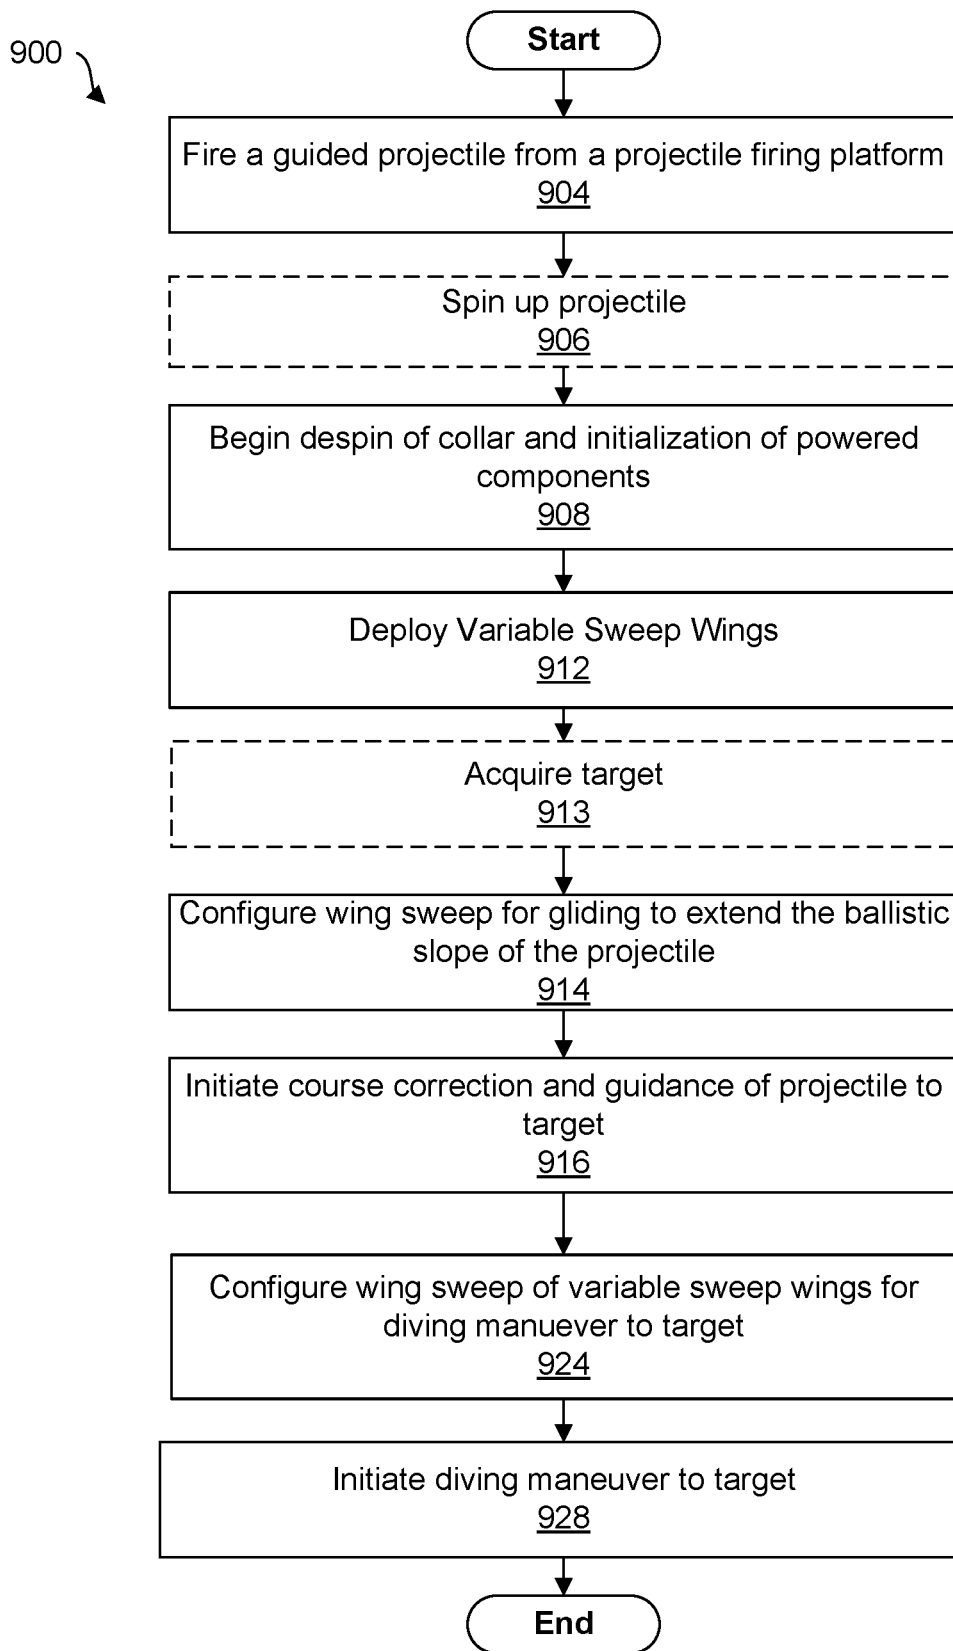 900
Start
Fire a guided projectile from a projectile firing platform
904
Spin up projectile
906
Begin despin of collar and initialization of powered
components
908
Deploy Variable Sweep Wings
912
Acquire target
913
Configure wing sweep for gliding to extend the ballistic
slope of the projectile
914
Initiate course correction and guidance of projectile to
target
916
Configure wing sweep of variable sweep wings for
diving manuever to target
924
Initiate diving maneuver to target
928
End